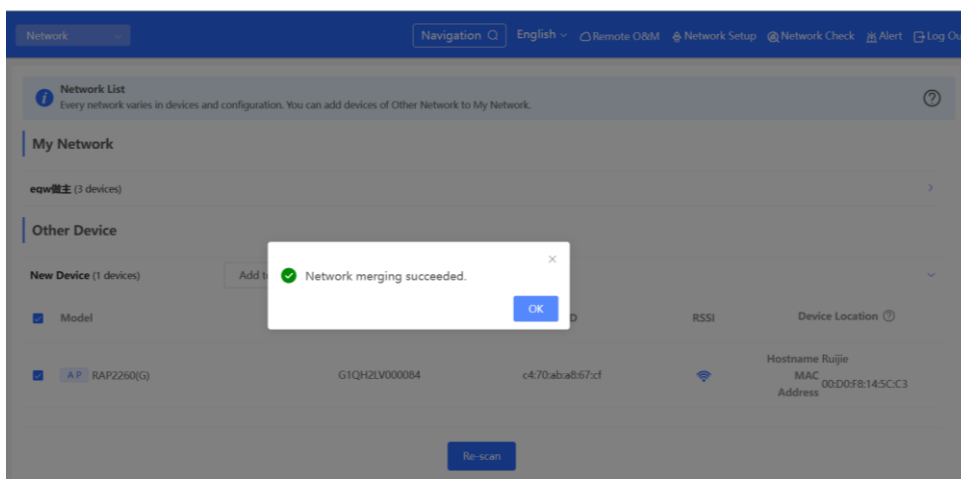 Network
Navigation
English
Remote O&M
Network Setup
Network Check
Alert
Log Ou
Network List
Every network varies in devices and configuration. You can add devices of Other Network to My Network.
My Network
eqw做主 (3 devices)
Other Device
New Device (1 devices)
Add to
Network merging succeeded.
OK
Model
D
RSSI
Device Location
AP RAP2260(G)
G1QH2LV000084
c4:70:ab:a8:67:cf
Hostname Ruijie
MAC
Address 00:D0:F8:14:5C:C3
Re-scan